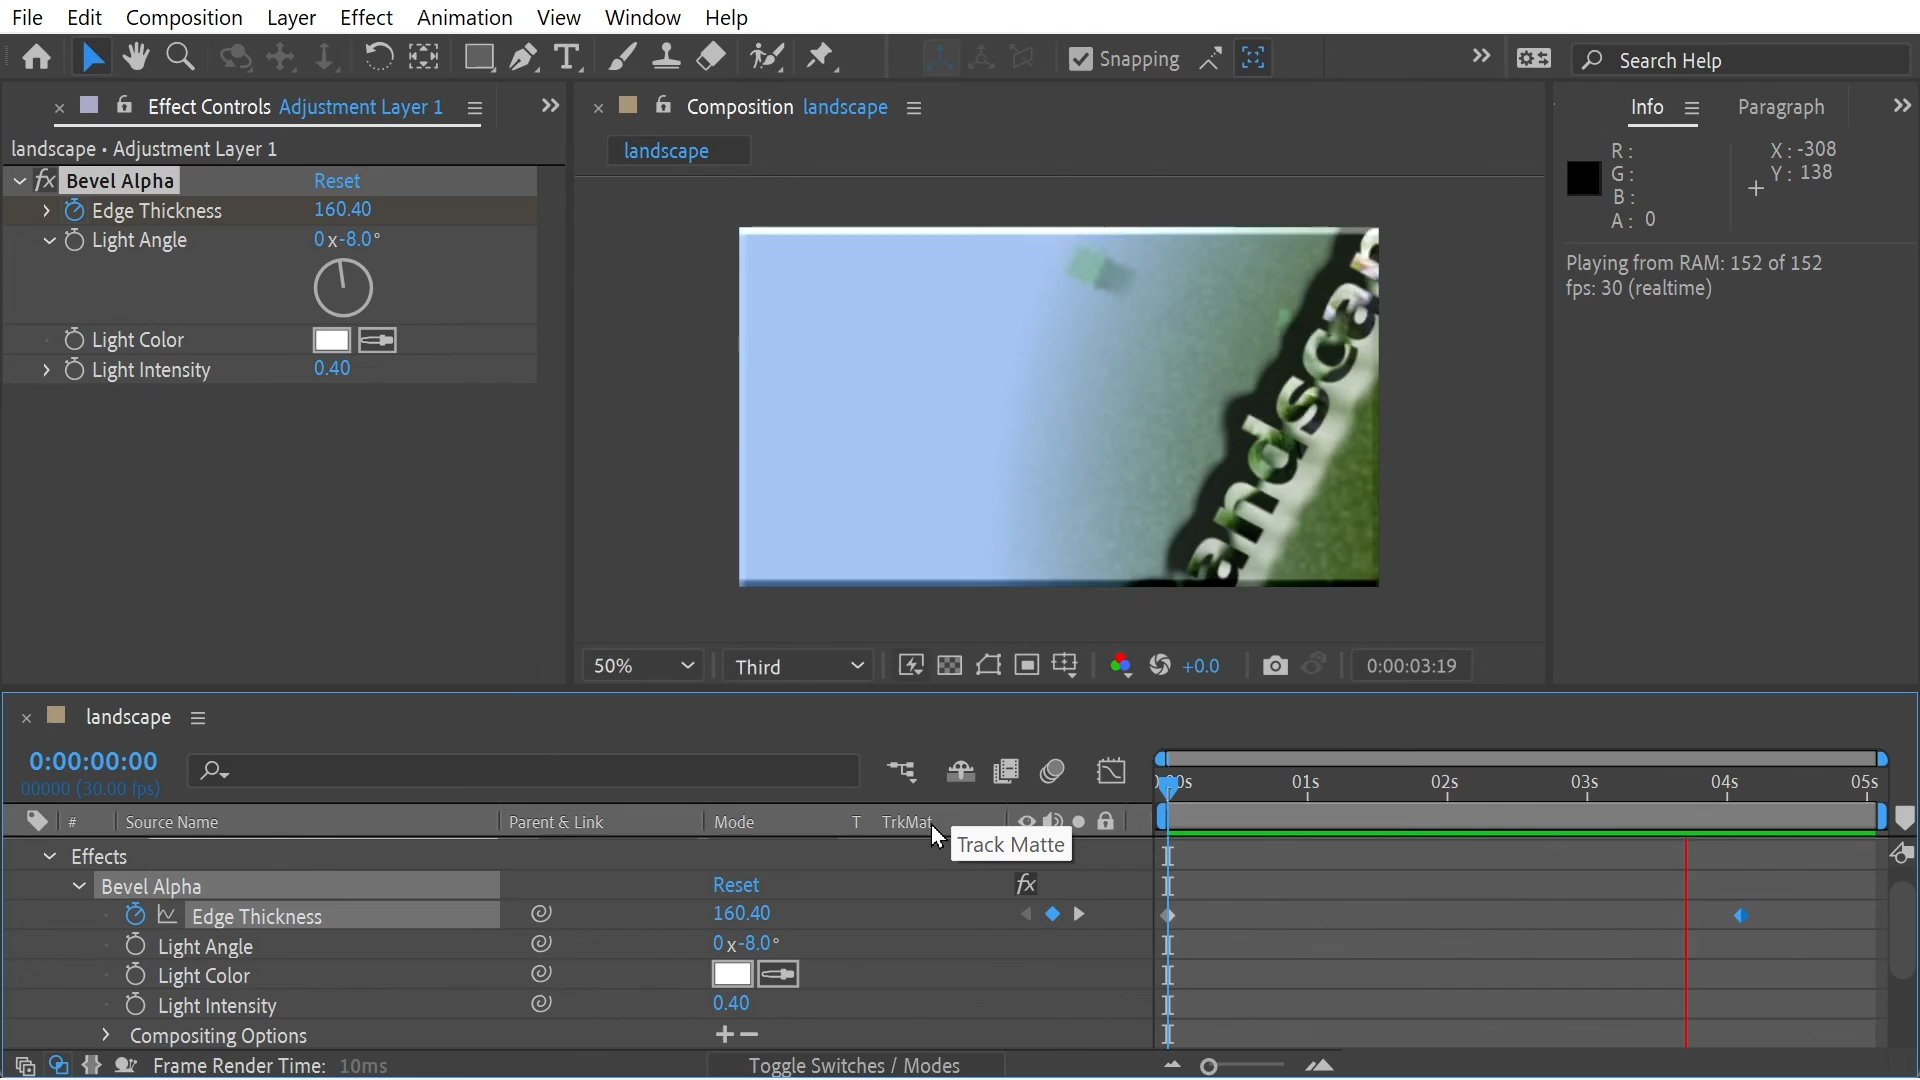 File Edit Composition Layer Effect Animation View Window Help
Snapping
Search Help
Effect Controls Adjustment Layer 1
Composition landscape
Info
Paragraph
landscape • Adjustment Layer 1
landscape
fx Bevel Alpha Reset
Edge Thickness 160.40
Light Angle 0 x -8.0°
Light Color
Light Intensity 0.40
R:
G:
B:
A: 0
X: -308
Y: 138
Playing from RAM: 152 of 152
fps: 30 (realtime)
andsca
50%
Third
+0.0
0:00:03:19
landscape
0:00:00:00
00000 (30.00 fps)
01s 02s 03s 04s 05s
# Source Name Parent & Link Mode T TrkMat
Track Matte
Effects
Bevel Alpha Reset fx
Edge Thickness 160.40
Light Angle 0 x -8.0°
Light Color
Light Intensity 0.40
Compositing Options
Frame Render Time: 10ms
Toggle Switches / Modes